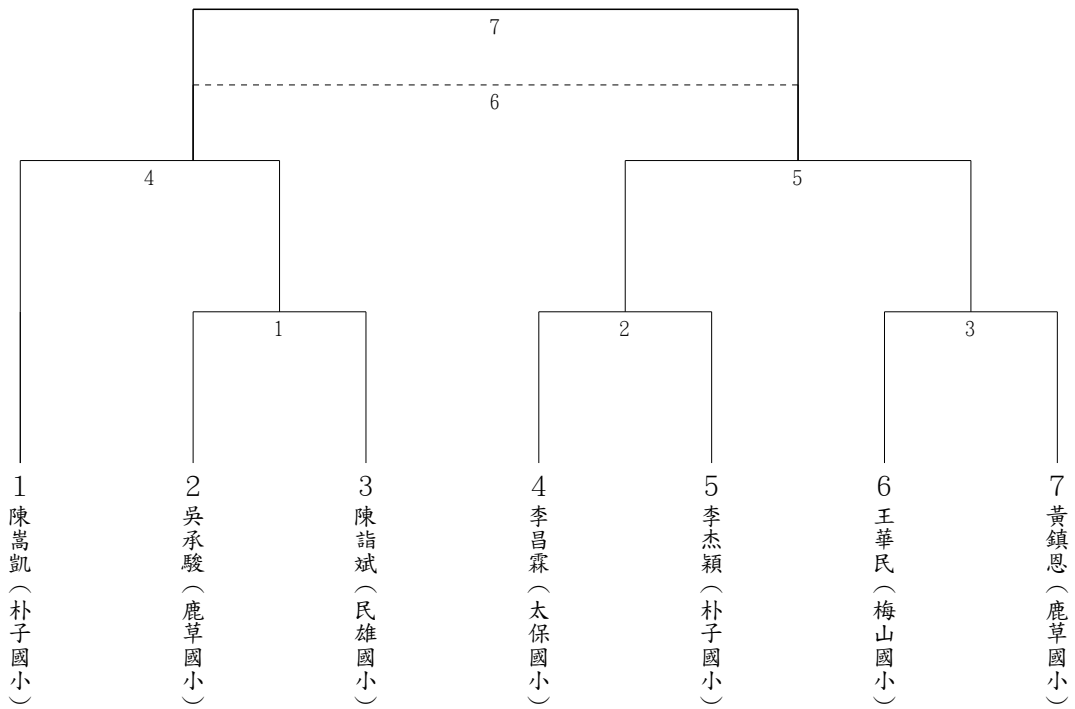 7
6
4
5
1
2
3
1
陳嵩凱（朴子國小）
2
吳承駿（鹿草國小）
3
陳詣斌（民雄國小）
4
李昌霖（太保國小）
5
李杰穎（朴子國小）
6
王華民（梅山國小）
7
黃鎮恩（鹿草國小）